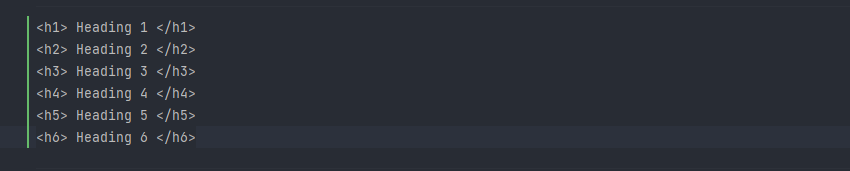 <h1> Heading 1 </h1>
<h2> Heading 2 </h2>
<h3> Heading 3 </h3>
<h4> Heading 4 </h4>
<h5> Heading 5 </h5>
<h6> Heading 6 </h6>